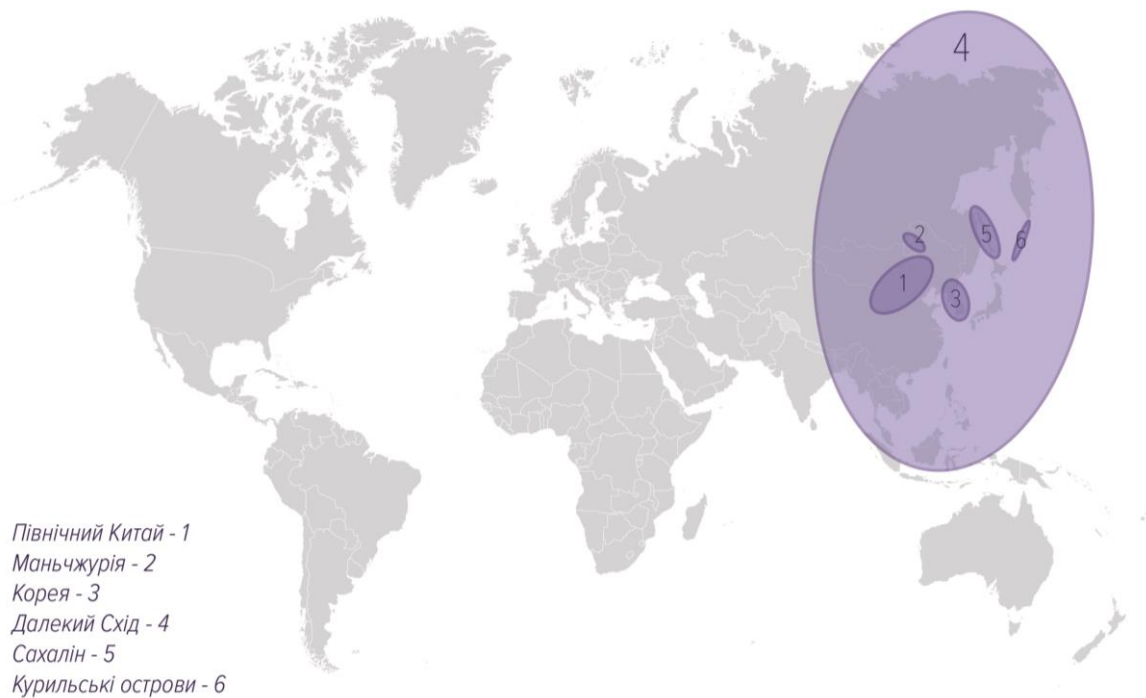 4
2
5
6
1
3
Північний Китай - 1
Маньчжурія - 2
Корея - 3
Далекий Схід - 4
Сахалін - 5
Курильські острови - 6